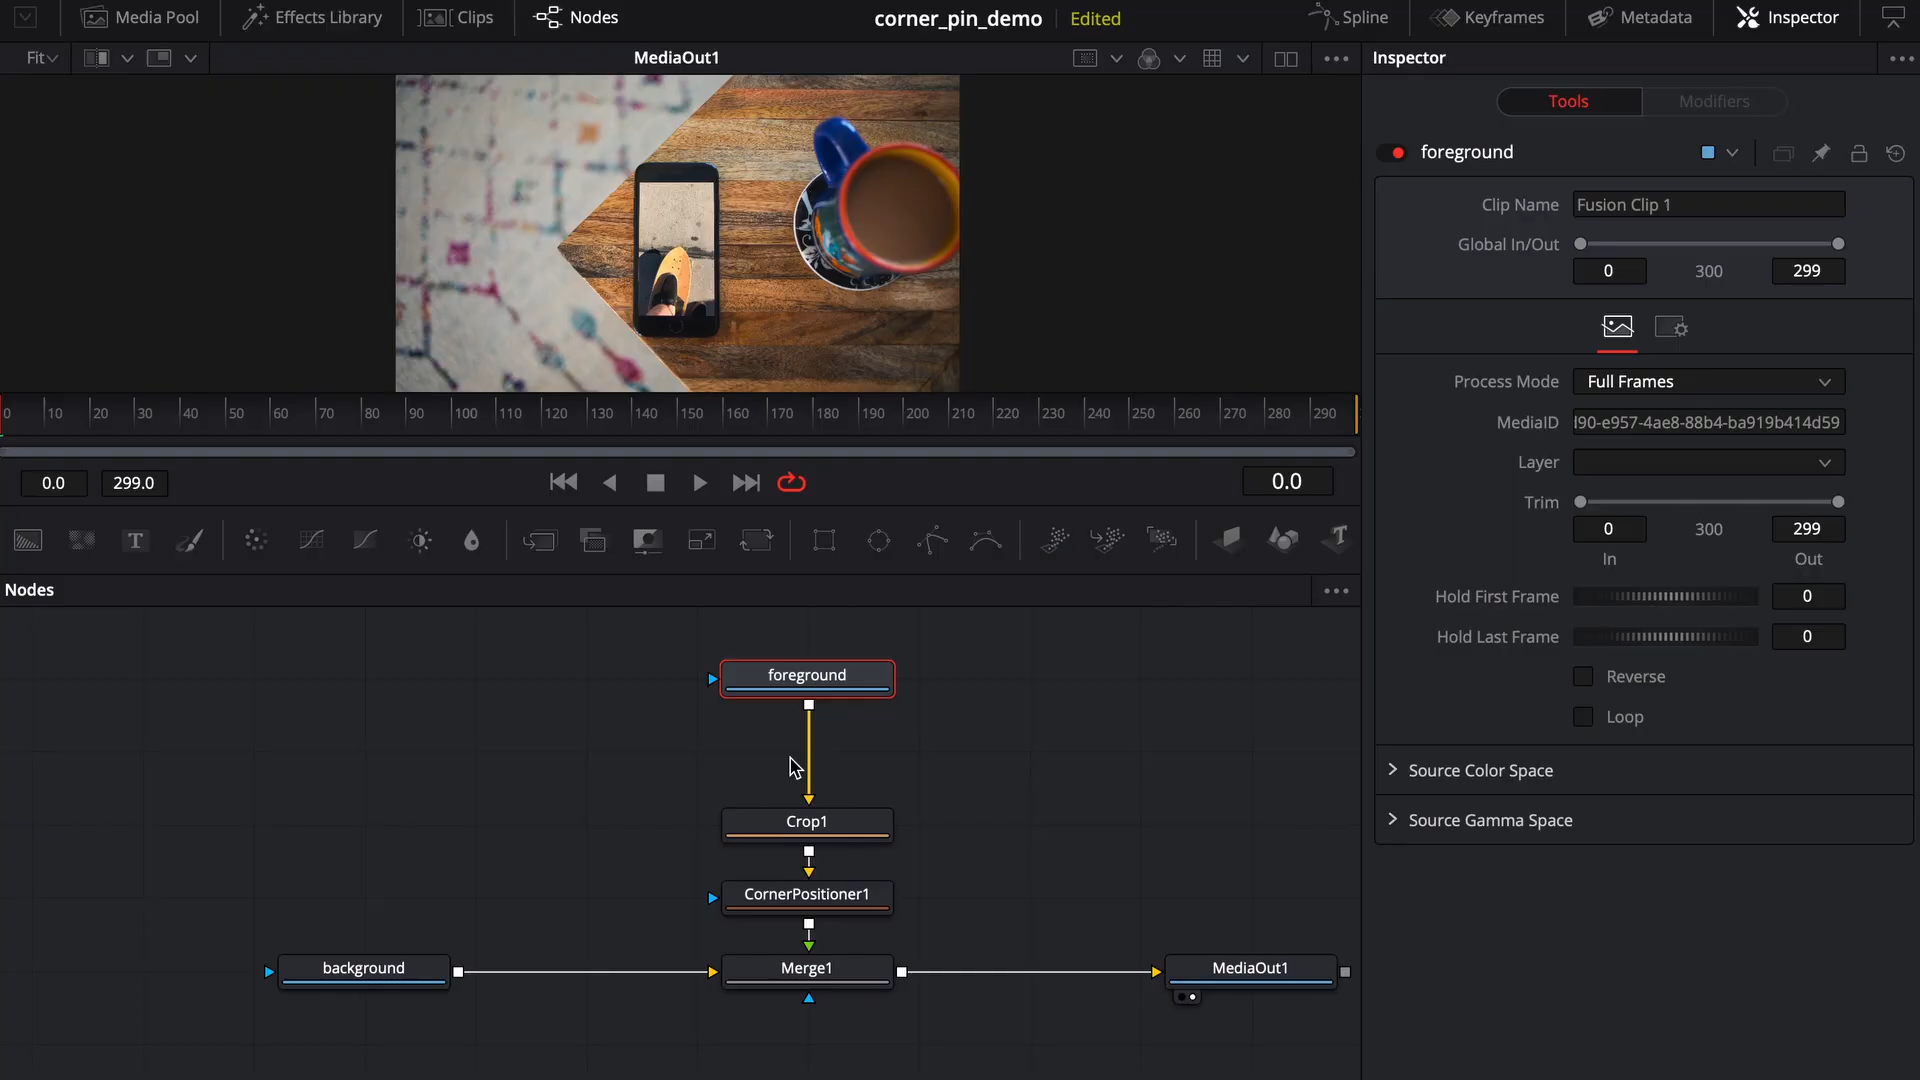 Media Pool Effects Library Clips Nodes corner_pin_demo Edited Spline Keyframes Metadata Inspector
Fit MediaOut1 Inspector
Tools Modifiers
foreground
Clip Name Fusion Clip 1
Global In/Out
0 300 299
Process Mode Full Frames
MediaID l90-e957-4ae8-88b4-ba919b414d59
Layer
Trim
0 300 299
In Out
Hold First Frame 0
Hold Last Frame 0
Reverse
Loop
Source Color Space
Source Gamma Space
0 10 20 30 40 50 60 70 80 90 100 110 120 130 140 150 160 170 180 190 200 210 220 230 240 250 260 270 280 290
0.0 299.0 0.0
T T
Nodes
foreground
Crop1
CornerPositioner1
background Merge1 MediaOut1